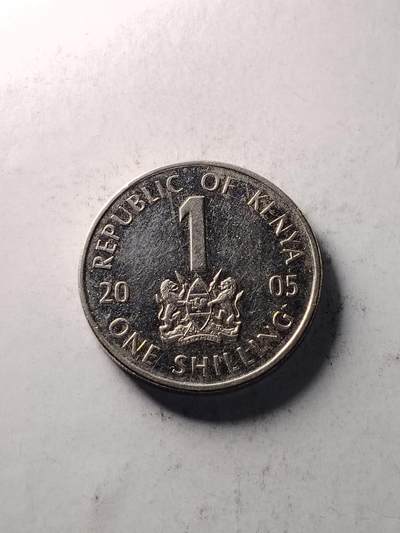 REPUBLIC OF KENYA
1
20 05
ONE SHILLING